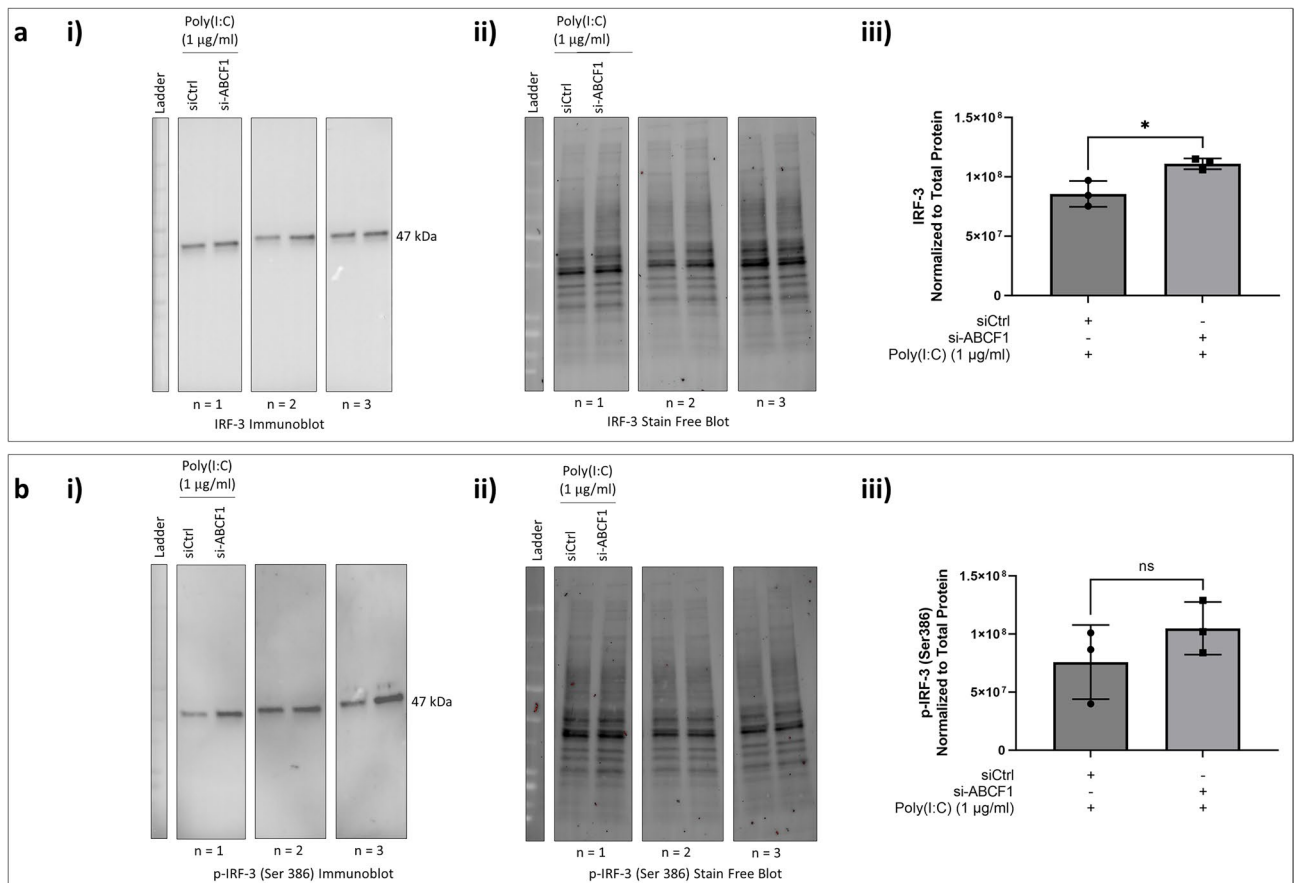 a
i)
Poly(I:C)
(1 µg/ml)
Ladder
siCtrl
si-ABCF1
47 kDa
n = 1
n = 2
n = 3
IRF-3 Immunoblot
ii)
Poly(I:C)
(1 µg/ml)
Ladder
siCtrl
si-ABCF1
n = 1
n = 2
n = 3
IRF-3 Stain Free Blot
iii)
IRF-3
Normalized to Total Protein
1.5×10⁸
1×10⁸
5×10⁷
0
*
siCtrl + -
si-ABCF1 - +
Poly(I:C) (1 µg/ml) + +
b
i)
Poly(I:C)
(1 µg/ml)
Ladder
siCtrl
si-ABCF1
47 kDa
n = 1
n = 2
n = 3
p-IRF-3 (Ser 386) Immunoblot
ii)
Poly(I:C)
(1 µg/ml)
Ladder
siCtrl
si-ABCF1
n = 1
n = 2
n = 3
p-IRF-3 (Ser 386) Stain Free Blot
iii)
p-IRF-3 (Ser386)
Normalized to Total Protein
1.5×10⁸
1×10⁸
5×10⁷
0
ns
siCtrl + -
si-ABCF1 - +
Poly(I:C) (1 µg/ml) + +